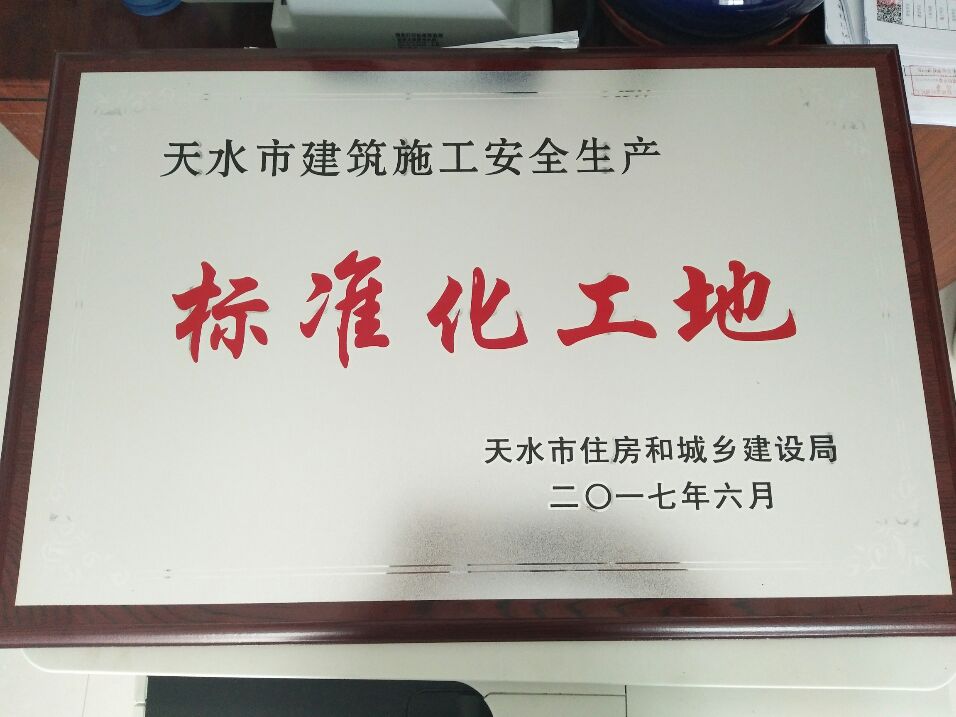 天水市建筑施工安全生产
标准化工地
天水市住房和城乡建设局
二〇一七年六月